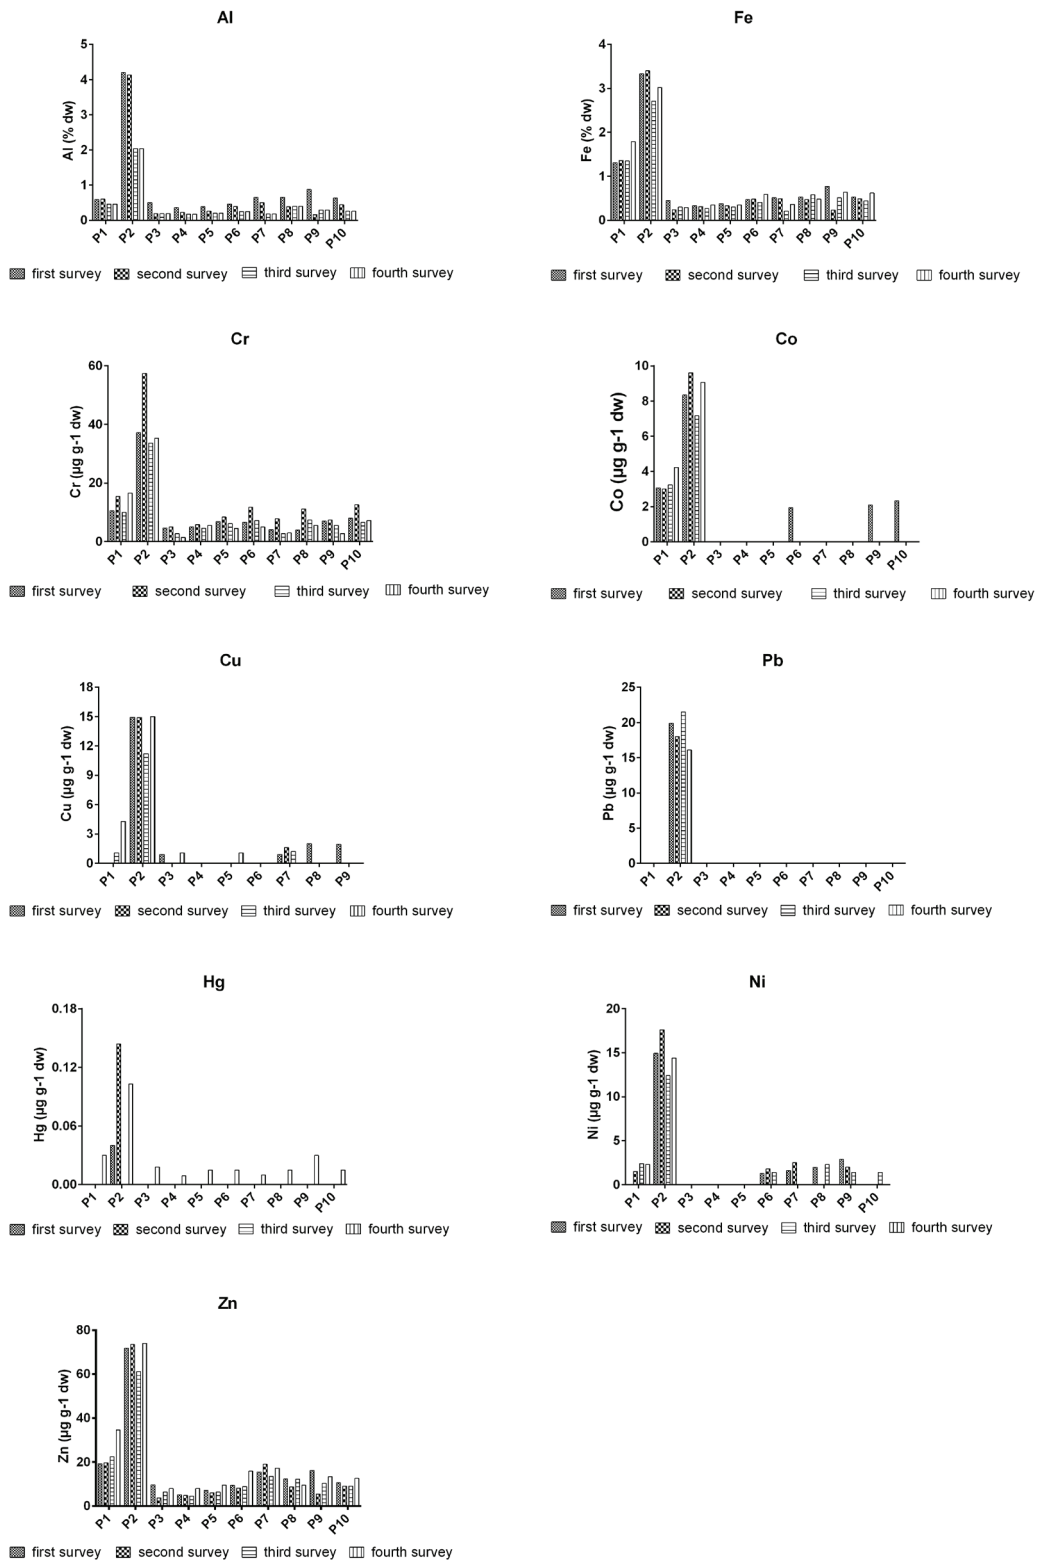 Al
Al (% dw)
5
4
3
2
1
0
P1 P2 P3 P4 P5 P6 P7 P8 P9 P10
first survey second survey third survey fourth survey
Fe
Fe (% dw)
4
3
2
1
0
P1 P2 P3 P4 P5 P6 P7 P8 P9 P10
first survey second survey third survey fourth survey
Cr
Cr (µg g-1 dw)
60
40
20
0
P1 P2 P3 P4 P5 P6 P7 P8 P9 P10
first survey second survey third survey fourth survey
Co
Co (µg g-1 dw)
10
8
6
4
2
0
P1 P2 P3 P4 P5 P6 P7 P8 P9 P10
first survey second survey third survey fourth survey
Cu
Cu (µg g-1 dw)
18
15
12
9
6
3
0
P1 P2 P3 P4 P5 P6 P7 P8 P9
first survey second survey third survey fourth survey
Pb
Pb (µg g-1 dw)
25
20
15
10
5
0
P1 P2 P3 P4 P5 P6 P7 P8 P9 P10
first survey second survey third survey fourth survey
Hg
Hg (µg g-1 dw)
0.18
0.12
0.06
0.00
P1 P2 P3 P4 P5 P6 P7 P8 P9 P10
first survey second survey third survey fourth survey
Ni
Ni (µg g-1 dw)
20
15
10
5
0
P1 P2 P3 P4 P5 P6 P7 P8 P9 P10
first survey second survey third survey fourth survey
Zn
Zn (µg g-1 dw)
80
60
40
20
0
P1 P2 P3 P4 P5 P6 P7 P8 P9 P10
first survey second survey third survey fourth survey